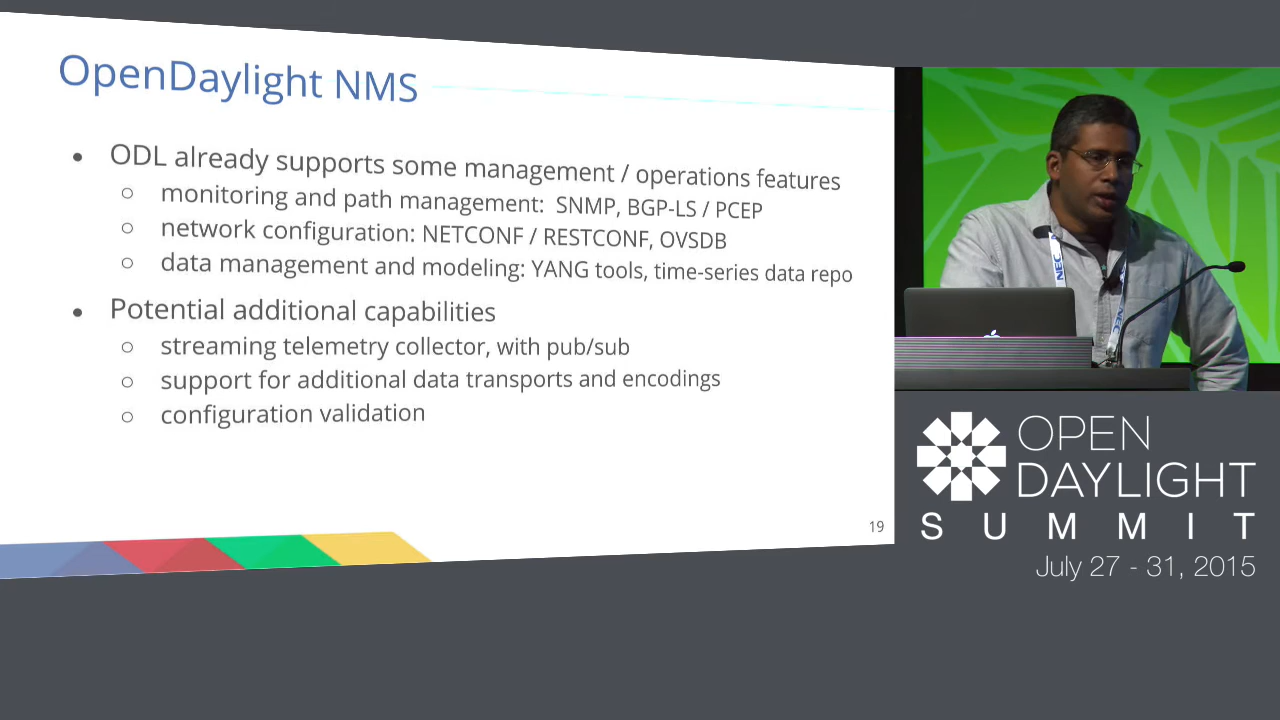 OpenDaylight NMS
● ODL already supports some management / operations features
○ monitoring and path management: SNMP, BGP-LS / PCEP
○ network configuration: NETCONF / RESTCONF, OVSDB
○ data management and modeling: YANG tools, time-series data repo
● Potential additional capabilities
○ streaming telemetry collector, with pub/sub
○ support for additional data transports and encodings
○ configuration validation
19
NEC
NEC
OPEN
DAYLIGHT
SUMMIT
July 27 - 31, 2015